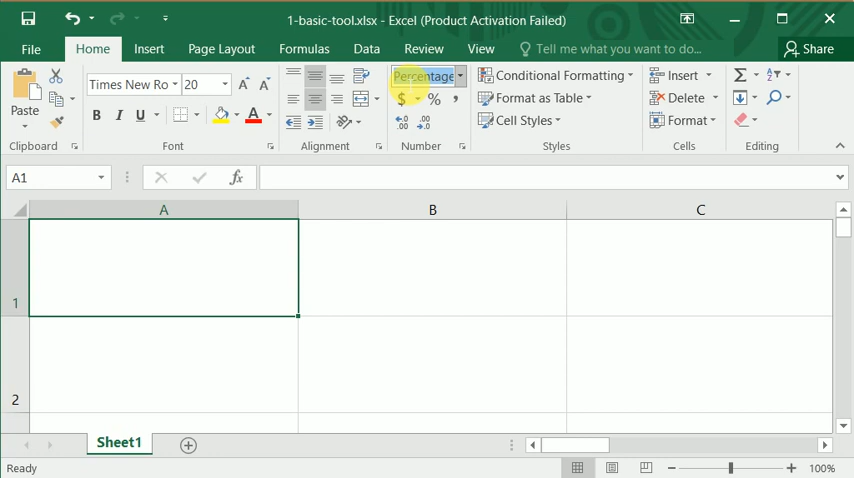 1-basic-tool.xlsx - Excel (Product Activation Failed)
File Home Insert Page Layout Formulas Data Review View Tell me what you want to do... Share
Times New Ro 20 Percentage Conditional Formatting Insert Σ A Z
Paste B I U A $ % , Format as Table Delete
.0 .00 .00 .0 Cell Styles Format
Clipboard Font Alignment Number Styles Cells Editing
A1 fx
A B C
1
2
Sheet1
Ready 100%